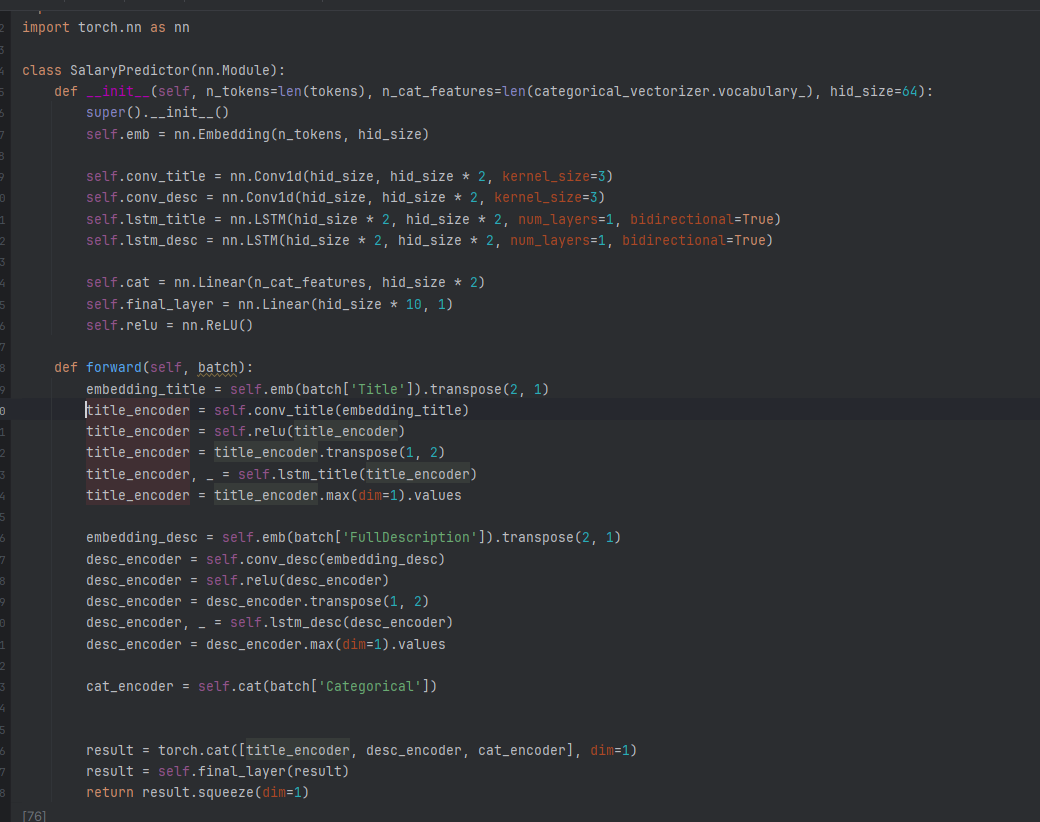 import torch.nn as nn
class SalaryPredictor(nn.Module):
def __init__(self, n_tokens=len(tokens), n_cat_features=len(categorical_vectorizer.vocabulary_), hid_size=64):
super().__init__()
self.emb = nn.Embedding(n_tokens, hid_size)
self.conv_title = nn.Conv1d(hid_size, hid_size * 2, kernel_size=3)
self.conv_desc = nn.Conv1d(hid_size, hid_size * 2, kernel_size=3)
self.lstm_title = nn.LSTM(hid_size * 2, hid_size * 2, num_layers=1, bidirectional=True)
self.lstm_desc = nn.LSTM(hid_size * 2, hid_size * 2, num_layers=1, bidirectional=True)
self.cat = nn.Linear(n_cat_features, hid_size * 2)
self.final_layer = nn.Linear(hid_size * 10, 1)
self.relu = nn.ReLU()
def forward(self, batch):
embedding_title = self.emb(batch['Title']).transpose(2, 1)
title_encoder = self.conv_title(embedding_title)
title_encoder = self.relu(title_encoder)
title_encoder = title_encoder.transpose(1, 2)
title_encoder, _ = self.lstm_title(title_encoder)
title_encoder = title_encoder.max(dim=1).values
embedding_desc = self.emb(batch['FullDescription']).transpose(2, 1)
desc_encoder = self.conv_desc(embedding_desc)
desc_encoder = self.relu(desc_encoder)
desc_encoder = desc_encoder.transpose(1, 2)
desc_encoder, _ = self.lstm_desc(desc_encoder)
desc_encoder = desc_encoder.max(dim=1).values
cat_encoder = self.cat(batch['Categorical'])
result = torch.cat([title_encoder, desc_encoder, cat_encoder], dim=1)
result = self.final_layer(result)
return result.squeeze(dim=1)
[76]